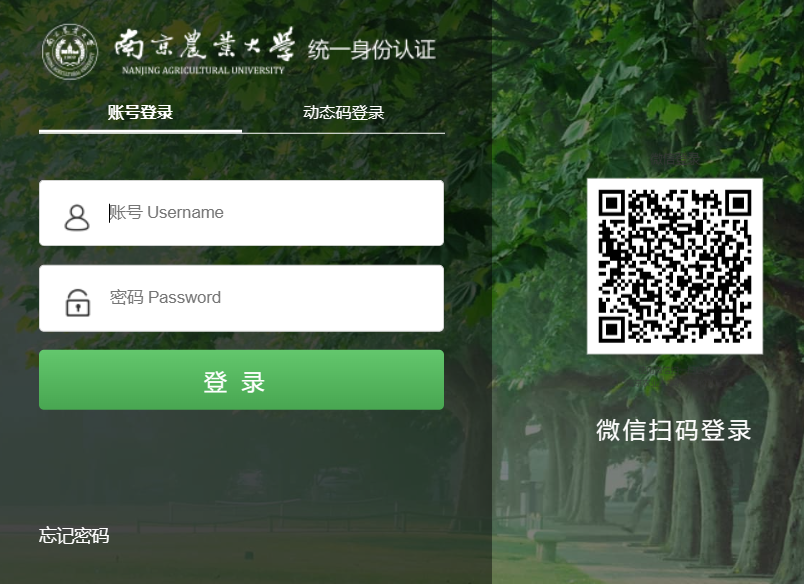 南京農業大學 统一身份认证
NANJING AGRICULTURAL UNIVERSITY
账号登录 动态码登录
账号 Username
密码 Password
登 录
忘记密码
微信扫码登录